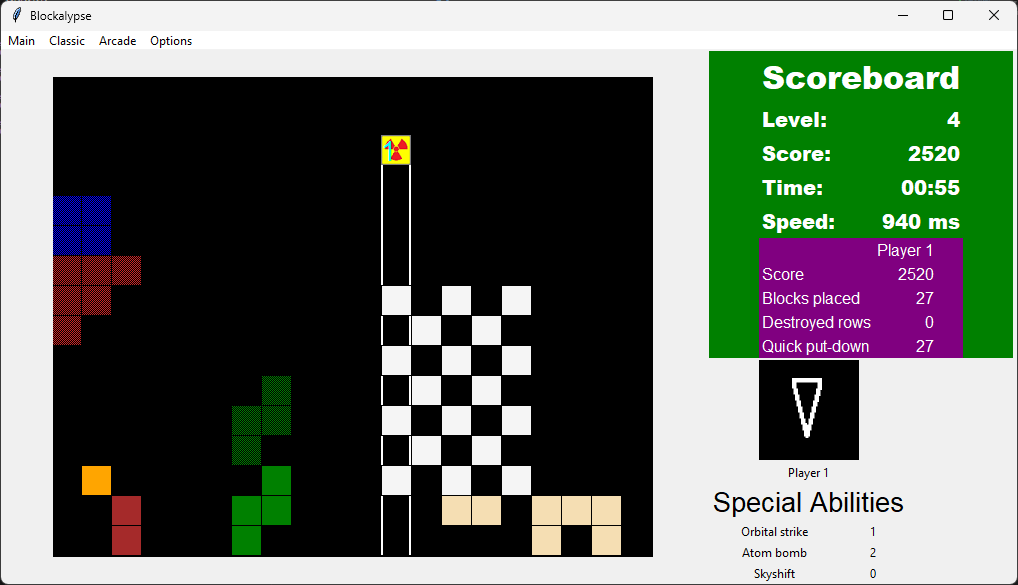 Blockalypse
Main Classic Arcade Options
Scoreboard
Level: 4
Score: 2520
Time: 00:55
Speed: 940 ms
Player 1
Score 2520
Blocks placed 27
Destroyed rows 0
Quick put-down 27
Player 1
Special Abilities
Orbital strike 1
Atom bomb 2
Skyshift 0